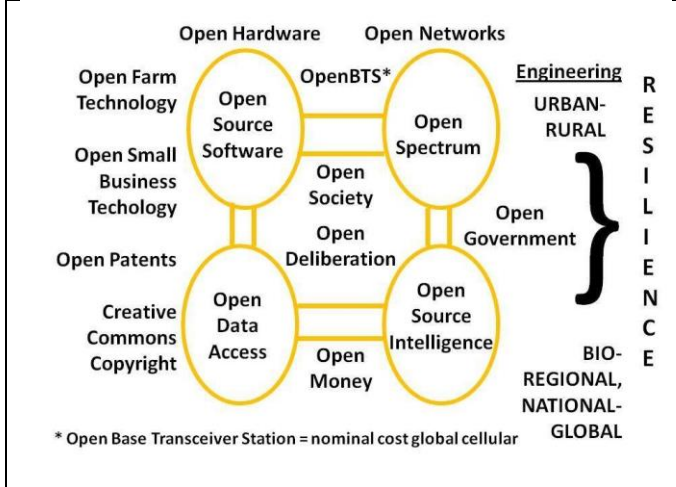 Open Hardware
Open Networks
Open Farm
Technology
OpenBTS*
Engineering
URBAN-
RURAL
Open
Source
Software
Open
Spectrum
Open Small
Business
Techology
Open
Society
Open
Government
Open
Deliberation
Open Patents
Open
Data
Access
Open
Source
Intelligence
Creative
Commons
Copyright
Open
Money
BIO-
REGIONAL,
NATIONAL-
GLOBAL
R
E
S
I
L
I
E
N
C
E
* Open Base Transceiver Station = nominal cost global cellular